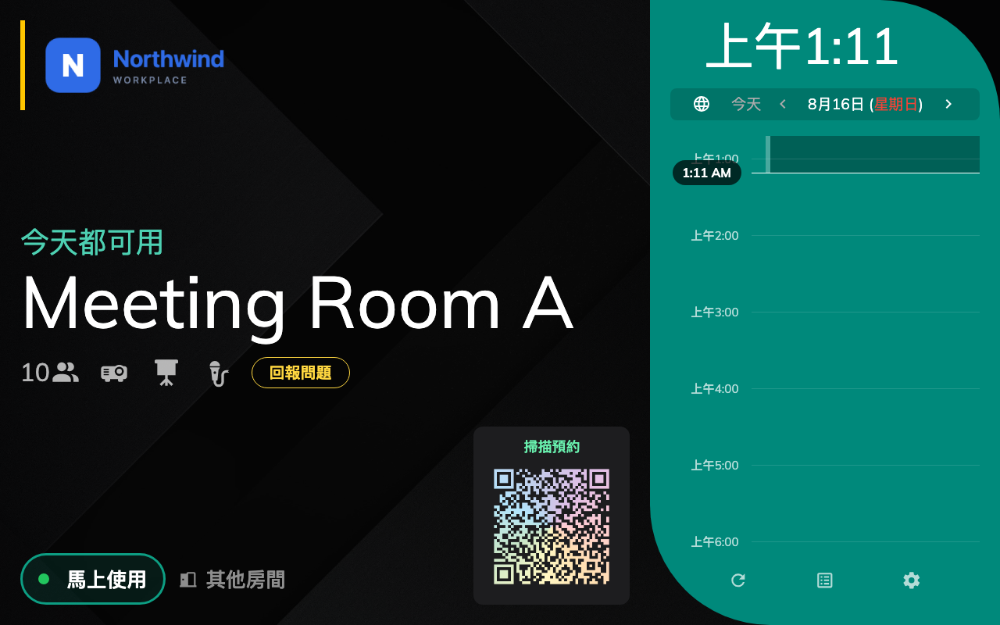 N
Northwind
WORKPLACE
今天都可用
Meeting Room A
10
回報問題
掃描預約
馬上使用
其他房間
上午1:11
今天
8月16日 (星期日)
上午1:00
1:11 AM
上午2:00
上午3:00
上午4:00
上午5:00
上午6:00